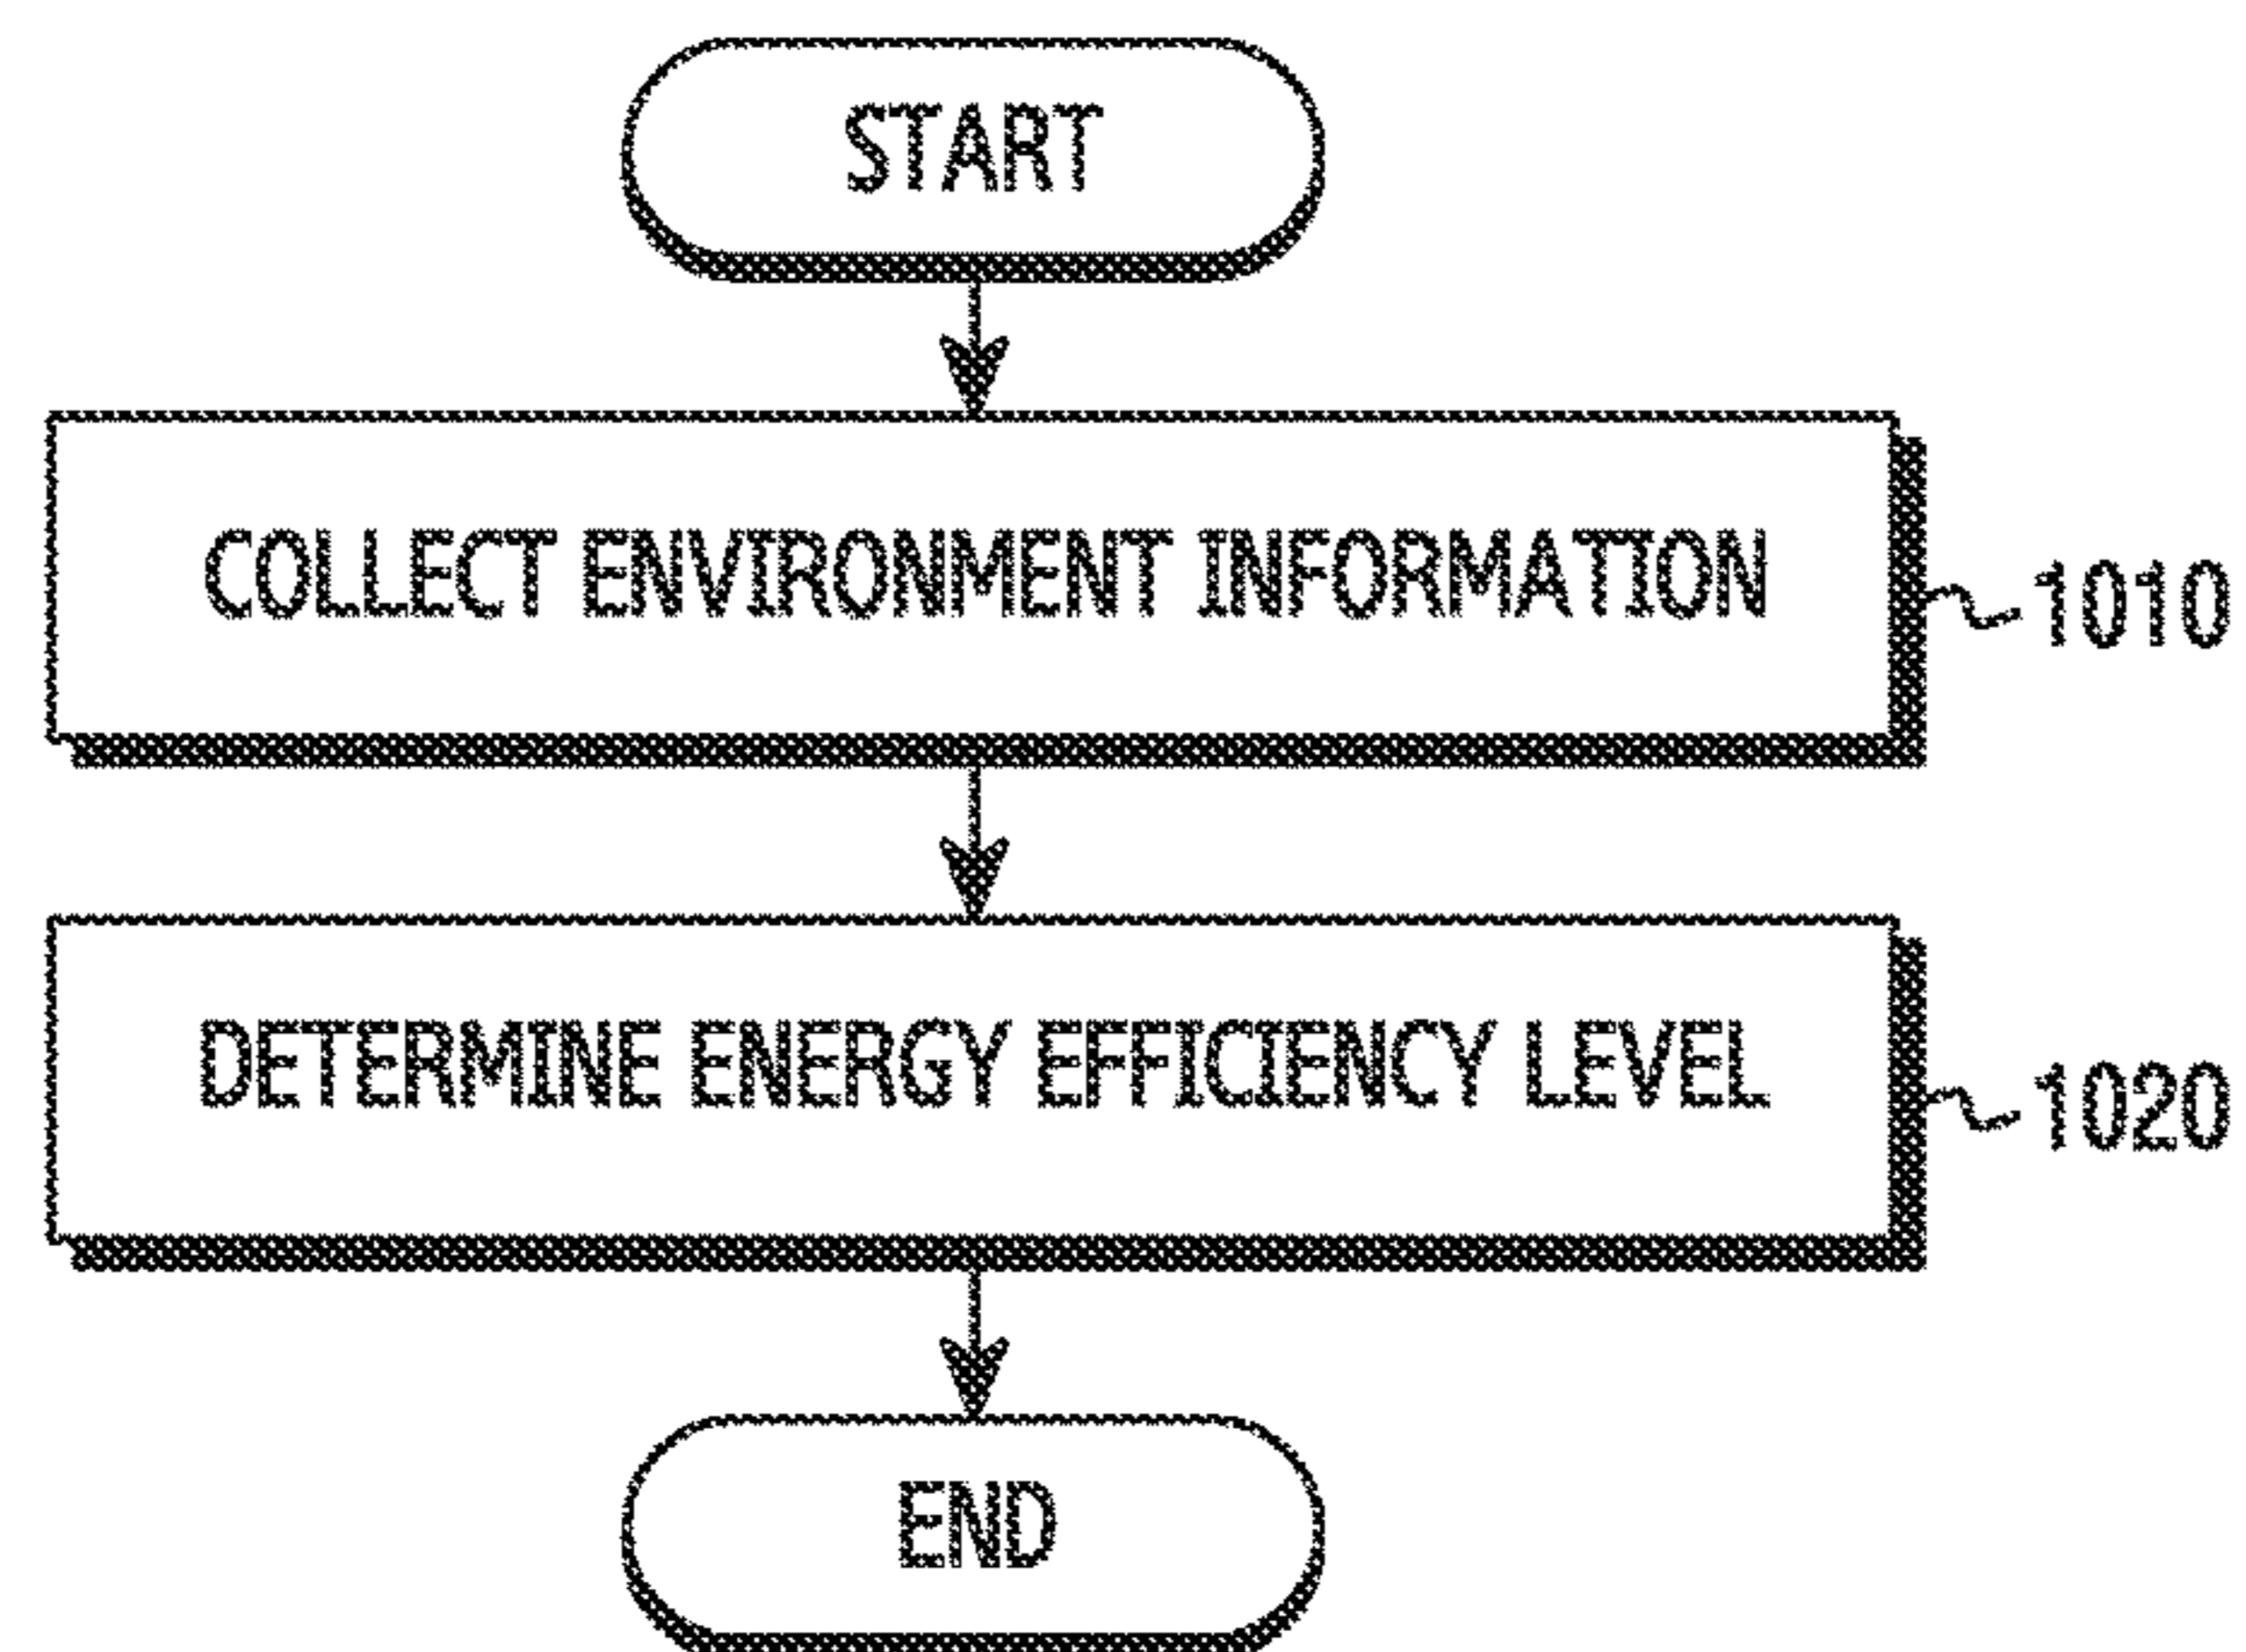 START
COLLECT ENVIRONMENT INFORMATION
1010
DETERMINE ENERGY EFFICIENCY LEVEL
1020
END